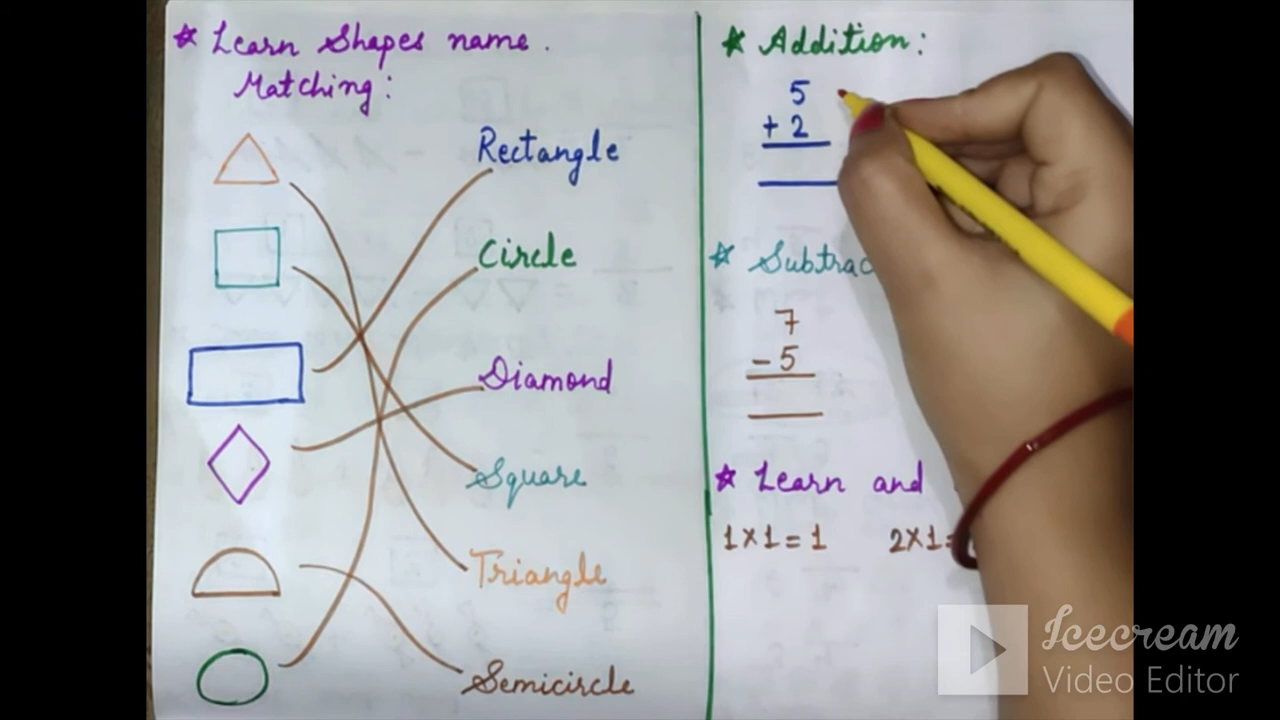 ★ Learn Shapes name.
Matching:
Rectangle
Circle
Diamond
Square
Triangle
Semicircle
★ Addition:
5
+ 2
★
7
- 5
★ Learn and
1×1=1 2×1=
Icecream
Video Editor